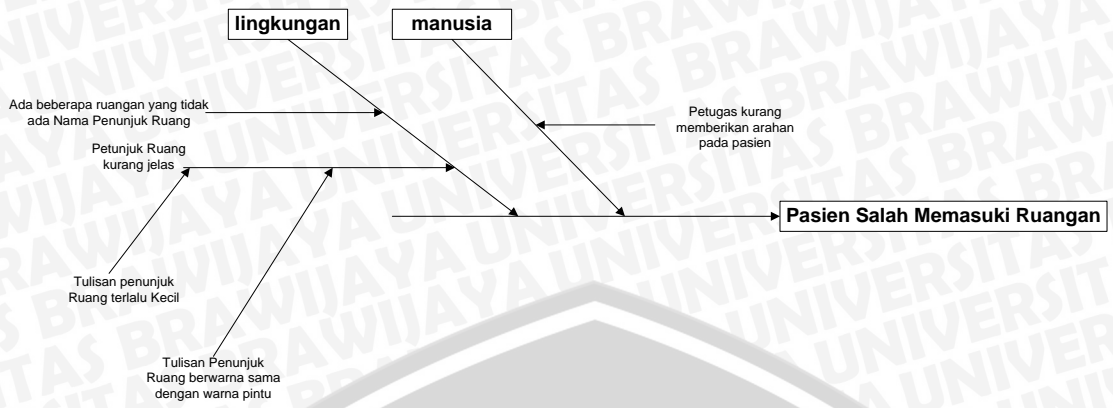 lingkungan
manusia
Ada beberapa ruangan yang tidak
ada Nama Penunjuk Ruang
Petugas kurang
memberikan arahan
pada pasien
Petunjuk Ruang
kurang jelas
Pasien Salah Memasuki Ruangan
Tulisan penunjuk
Ruang terlalu Kecil
Tulisan Penunjuk
Ruang berwarna sama
dengan warna pintu